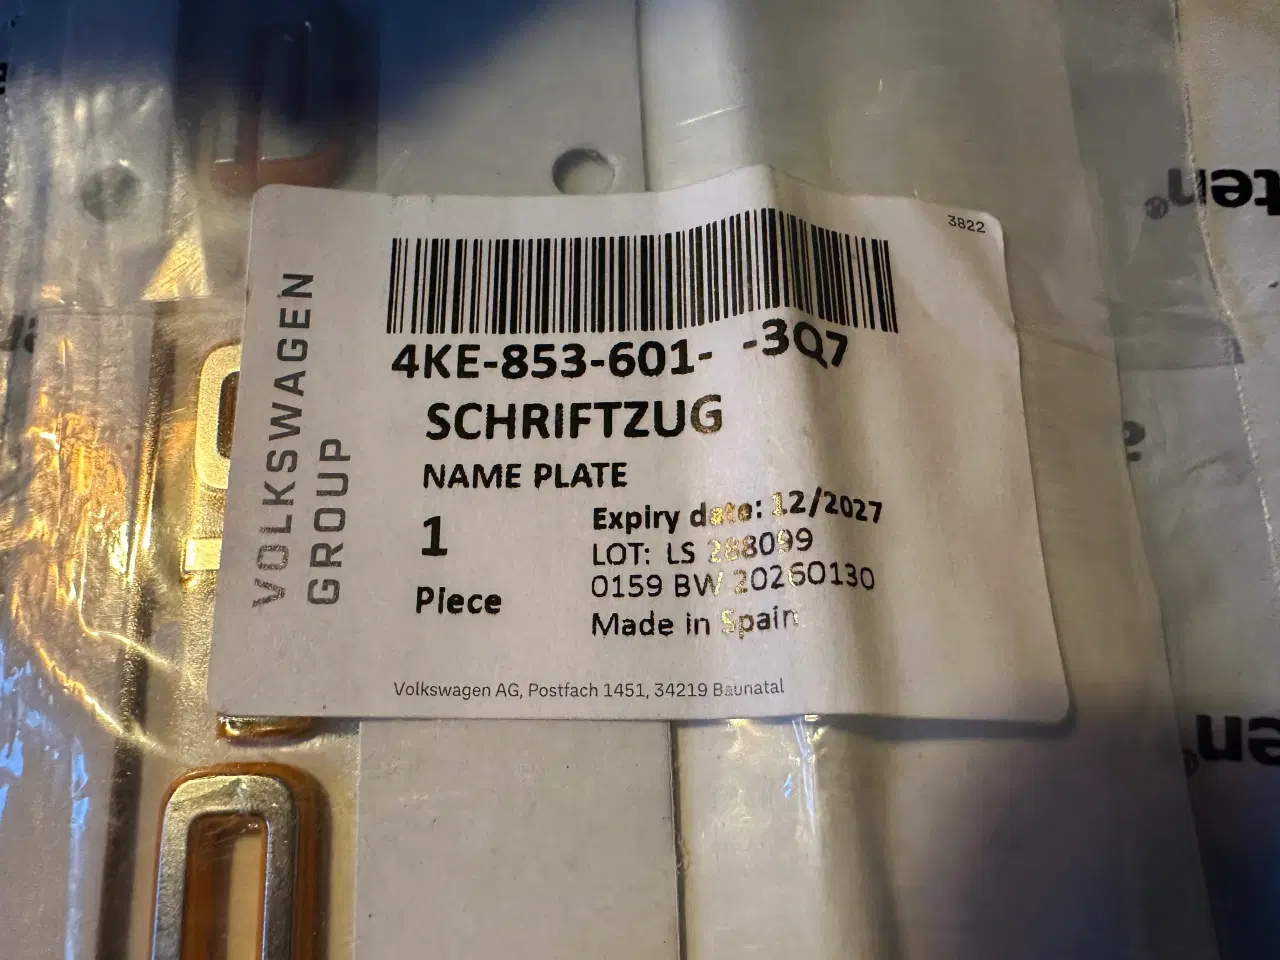 3822
VOLKSWAGEN
GROUP
4KE-853-601- -3Q7
SCHRIFTZUG
NAME PLATE
1
Piece
Expiry date: 12/2027
LOT: LS 288099
0159 BW 20260130
Made in Spain
Volkswagen AG, Postfach 1451, 34219 Baunatal